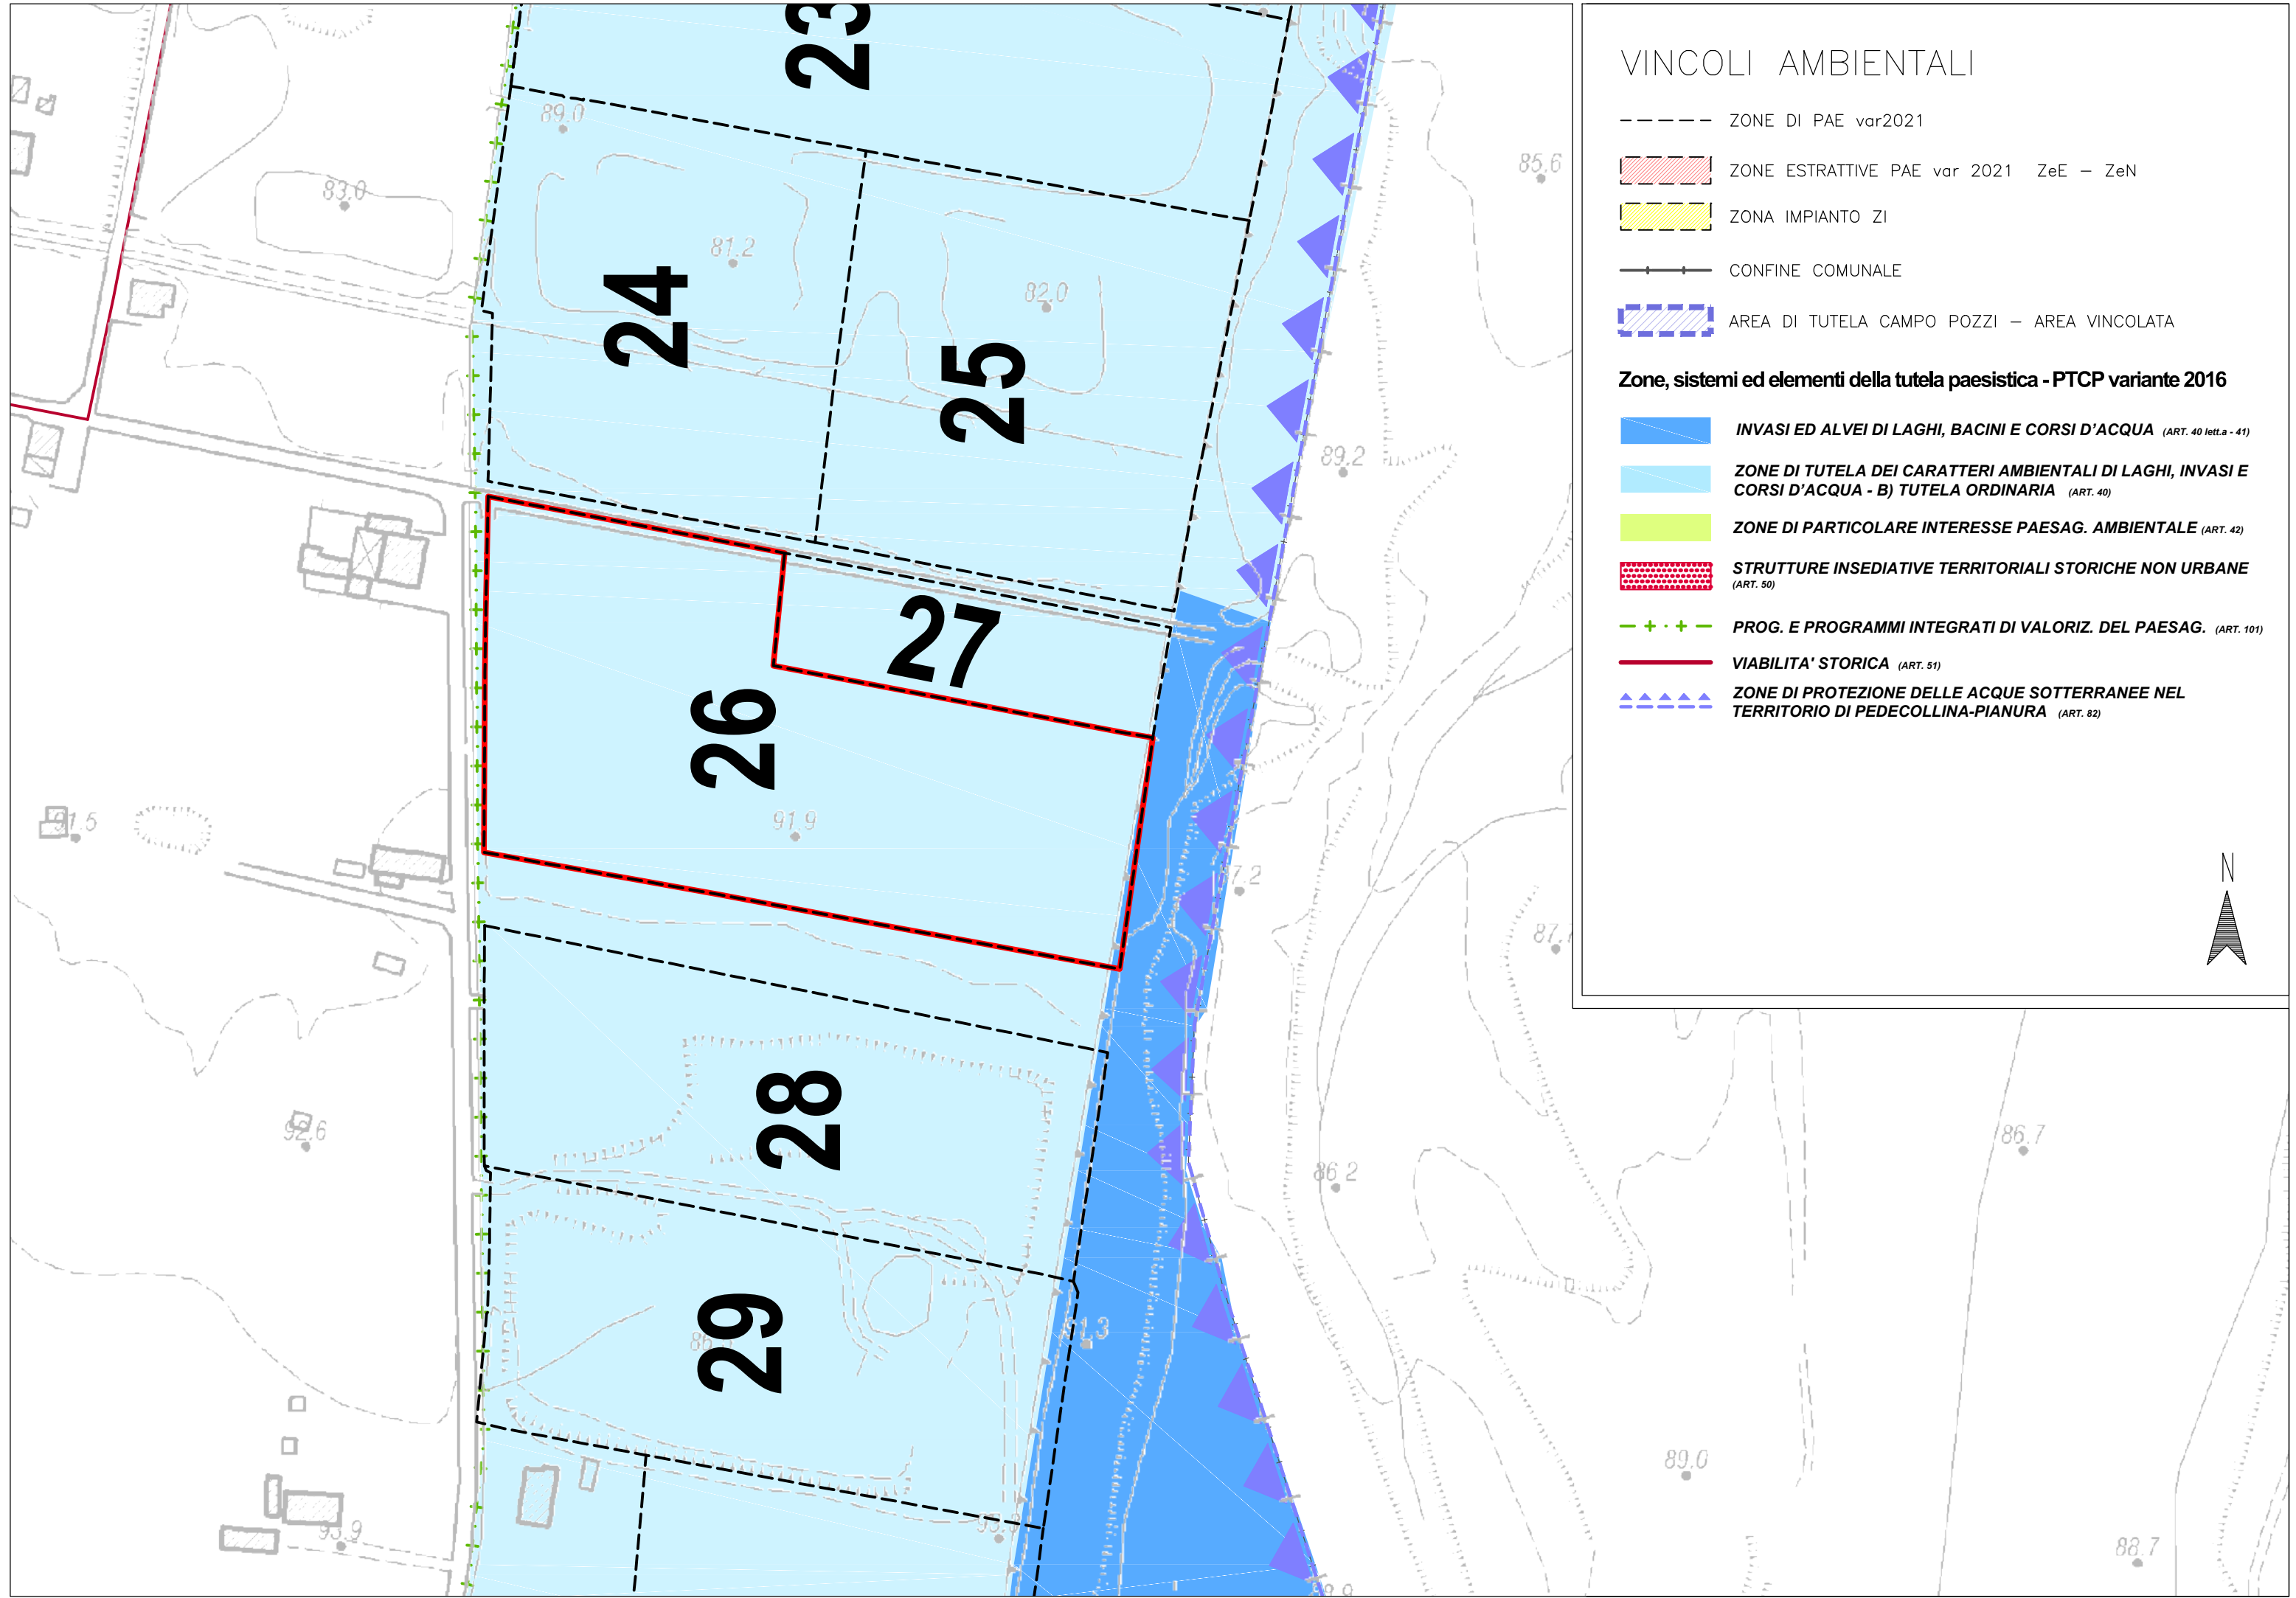 VINCOLI AMBIENTALI
ZONE DI PAE var2021
ZONE ESTRATTIVE PAE var 2021 ZeE – ZeN
ZONA IMPIANTO ZI
CONFINE COMUNALE
AREA DI TUTELA CAMPO POZZI – AREA VINCOLATA
Zone, sistemi ed elementi della tutela paesistica - PTCP variante 2016
INVASI ED ALVEI DI LAGHI, BACINI E CORSI D'ACQUA (ART. 40 lett.a - 41)
ZONE DI TUTELA DEI CARATTERI AMBIENTALI DI LAGHI, INVASI E
CORSI D'ACQUA - B) TUTELA ORDINARIA (ART. 40)
ZONE DI PARTICOLARE INTERESSE PAESAG. AMBIENTALE (ART. 42)
STRUTTURE INSEDIATIVE TERRITORIALI STORICHE NON URBANE
(ART. 50)
PROG. E PROGRAMMI INTEGRATI DI VALORIZ. DEL PAESAG. (ART. 101)
VIABILITA' STORICA (ART. 51)
ZONE DI PROTEZIONE DELLE ACQUE SOTTERRANEE NEL
TERRITORIO DI PEDECOLLINA-PIANURA (ART. 82)
N
23
89.0
85.6
83.0
81.2
82.0
24
25
89.2
27
26
91.9
91.5
87.2
92.6
28
86.2
86.7
29
89.0
93.9
88.7